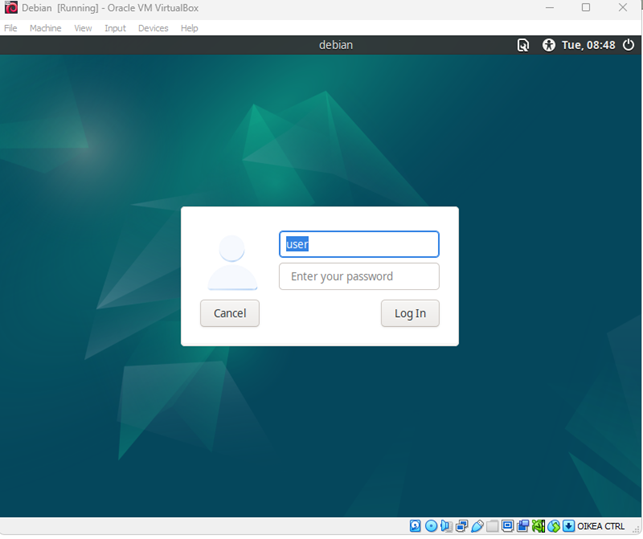 Debian [Running] - Oracle VM VirtualBox
File Machine View Input Devices Help
debian Tue, 08:48
user
Enter your password
Cancel Log In
OIKEA CTRL